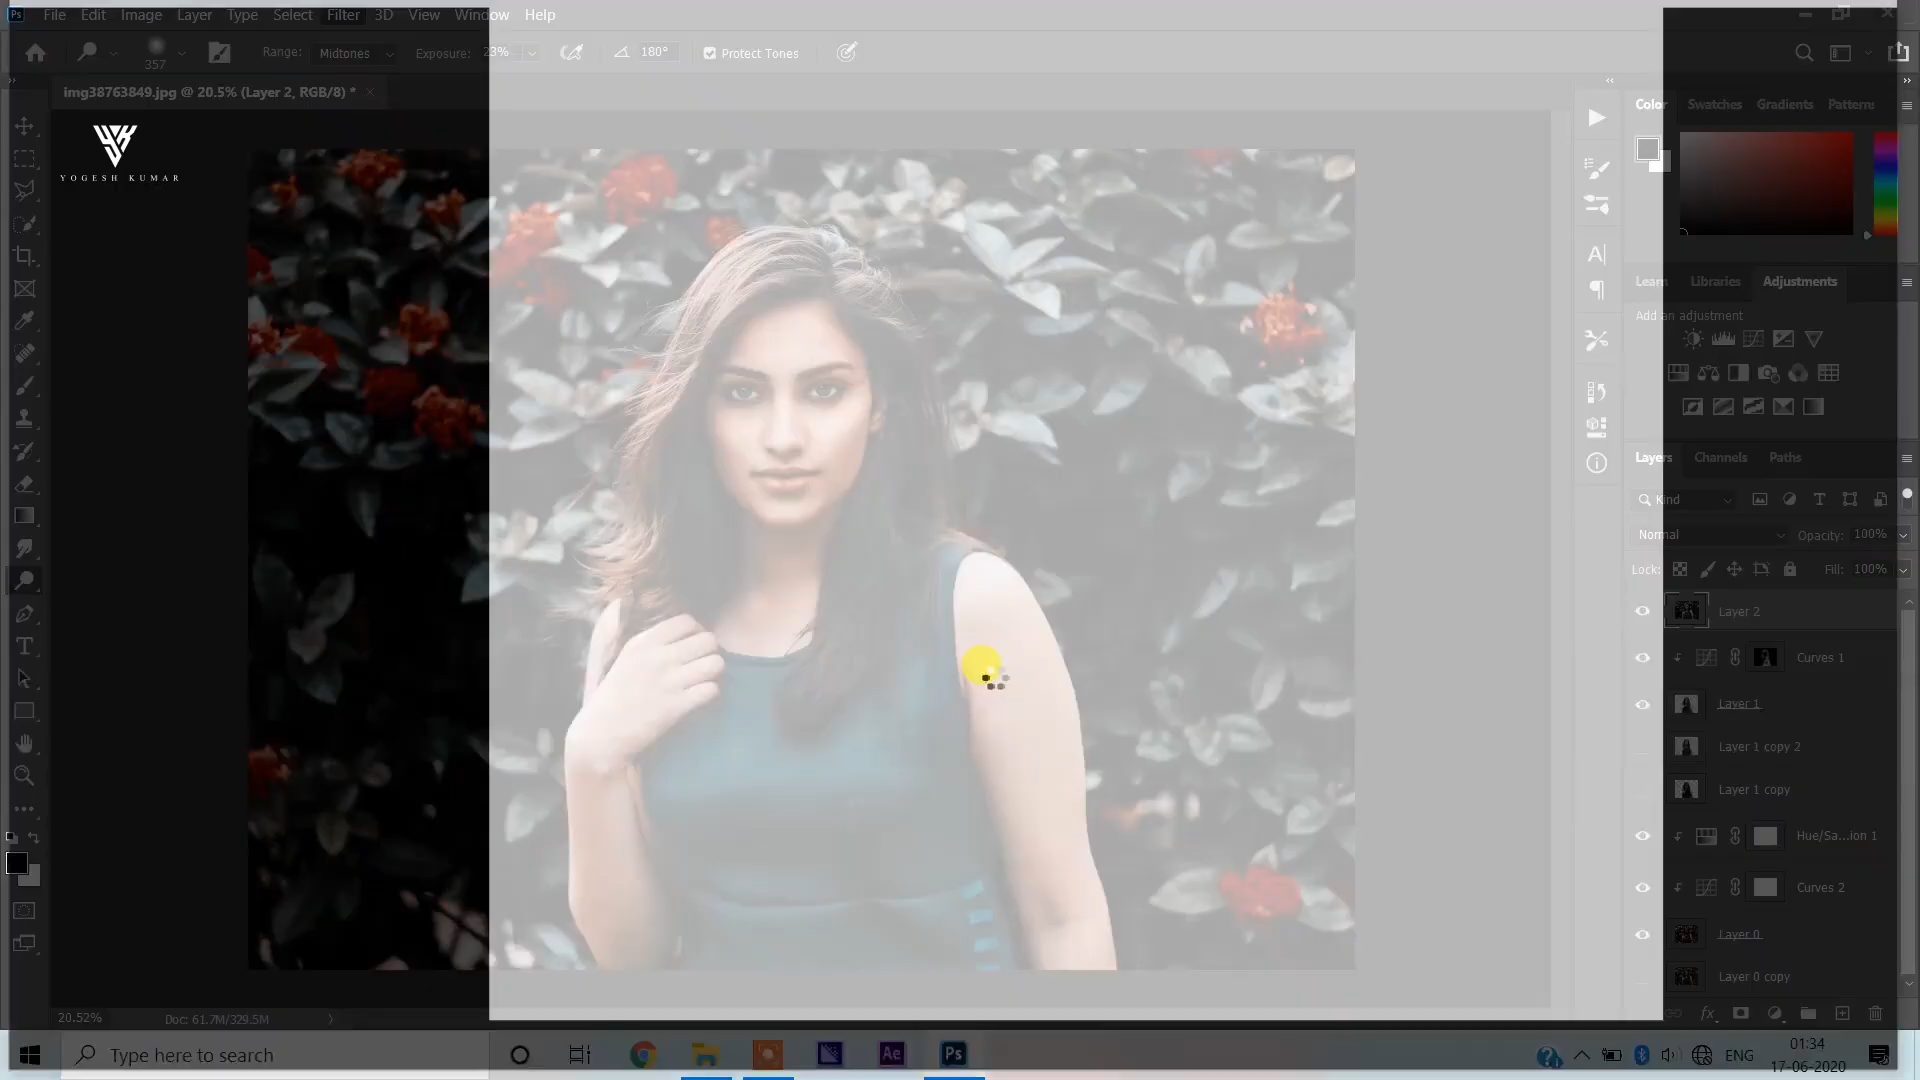 File Edit Image Layer Type Select Filter 3D View Window Help
357 Range: Midtones Exposure: 23% 180° Protect Tones
img38763849.jpg @ 20.5% (Layer 2, RGB/8) *
YOGESH KUMAR
Color Swatches Gradients Patterns
Learn Libraries Adjustments
Add an adjustment
Layers Channels Paths
Kind
Normal Opacity: 100%
Lock: Fill: 100%
Layer 2
Curves 1
Layer 1
Layer 1 copy 2
Layer 1 copy
Hue/Sa...ion 1
Curves 2
Layer 0
Layer 0 copy
20.52% Doc: 61.7M/329.5M
Type here to search
Ae Ps
ENG
01:34
17-06-2020